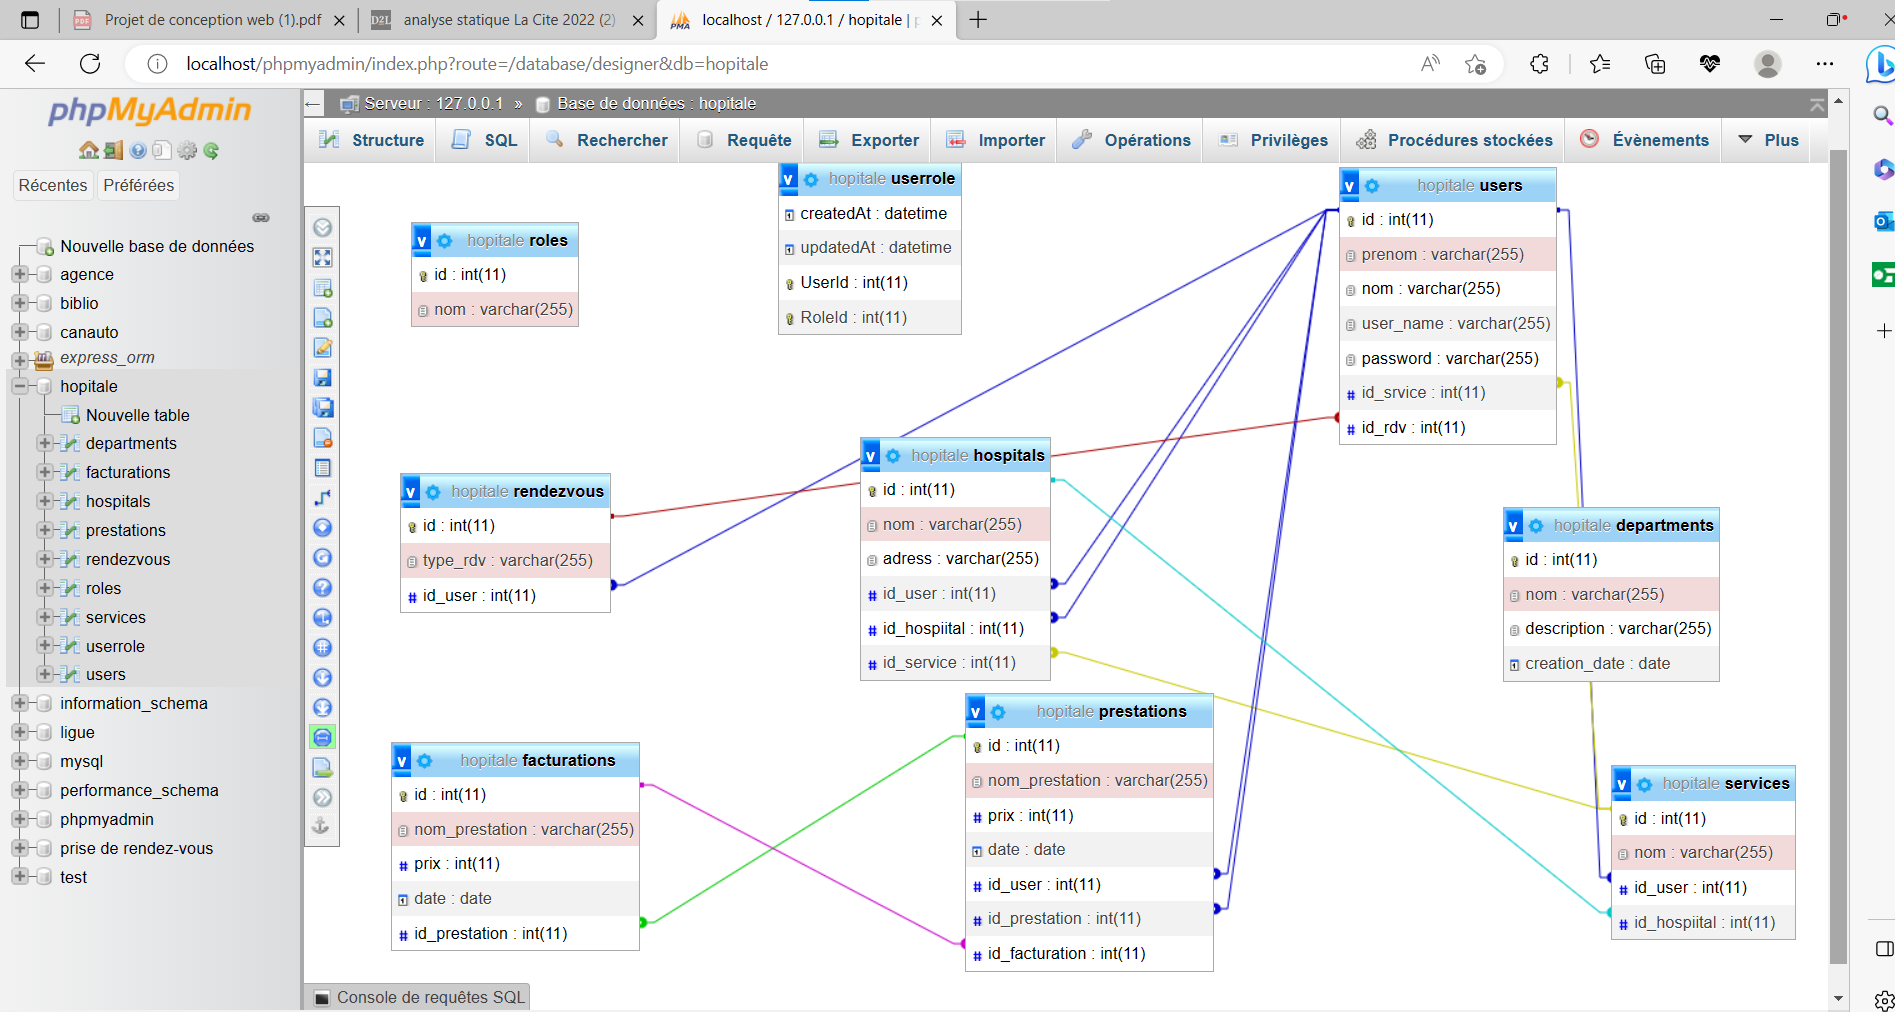 Projet de conception web (1).pdf
D2L analyse statique La Cite 2022 (2)
PMA localhost / 127.0.0.1 / hopitale |
localhost/phpmyadmin/index.php?route=/database/designer&db=hopitale
phpMyAdmin
Récentes
Préférées
Nouvelle base de données
agence
biblio
canauto
express_orm
hopitale
Nouvelle table
departments
facturations
hospitals
prestations
rendezvous
roles
services
userrole
users
information_schema
ligue
mysql
performance_schema
phpmyadmin
prise de rendez-vous
test
Serveur : 127.0.0.1 » Base de données : hopitale
Structure SQL Rechercher Requête Exporter Importer Opérations Privilèges Procédures stockées Évènements Plus
v hopitale userrole
createdAt : datetime
updatedAt : datetime
UserId : int(11)
RoleId : int(11)
v hopitale users
id : int(11)
prenom : varchar(255)
nom : varchar(255)
user_name : varchar(255)
password : varchar(255)
# id_srvice : int(11)
# id_rdv : int(11)
v hopitale roles
id : int(11)
nom : varchar(255)
v hopitale hospitals
id : int(11)
nom : varchar(255)
adress : varchar(255)
# id_user : int(11)
# id_hospiital : int(11)
# id_service : int(11)
v hopitale rendezvous
id : int(11)
type_rdv : varchar(255)
# id_user : int(11)
v hopitale departments
id : int(11)
nom : varchar(255)
description : varchar(255)
creation_date : date
v hopitale prestations
id : int(11)
nom_prestation : varchar(255)
# prix : int(11)
date : date
# id_user : int(11)
# id_prestation : int(11)
# id_facturation : int(11)
v hopitale facturations
id : int(11)
nom_prestation : varchar(255)
# prix : int(11)
date : date
# id_prestation : int(11)
v hopitale services
id : int(11)
nom : varchar(255)
# id_user : int(11)
# id_hospiital : int(11)
Console de requêtes SQL